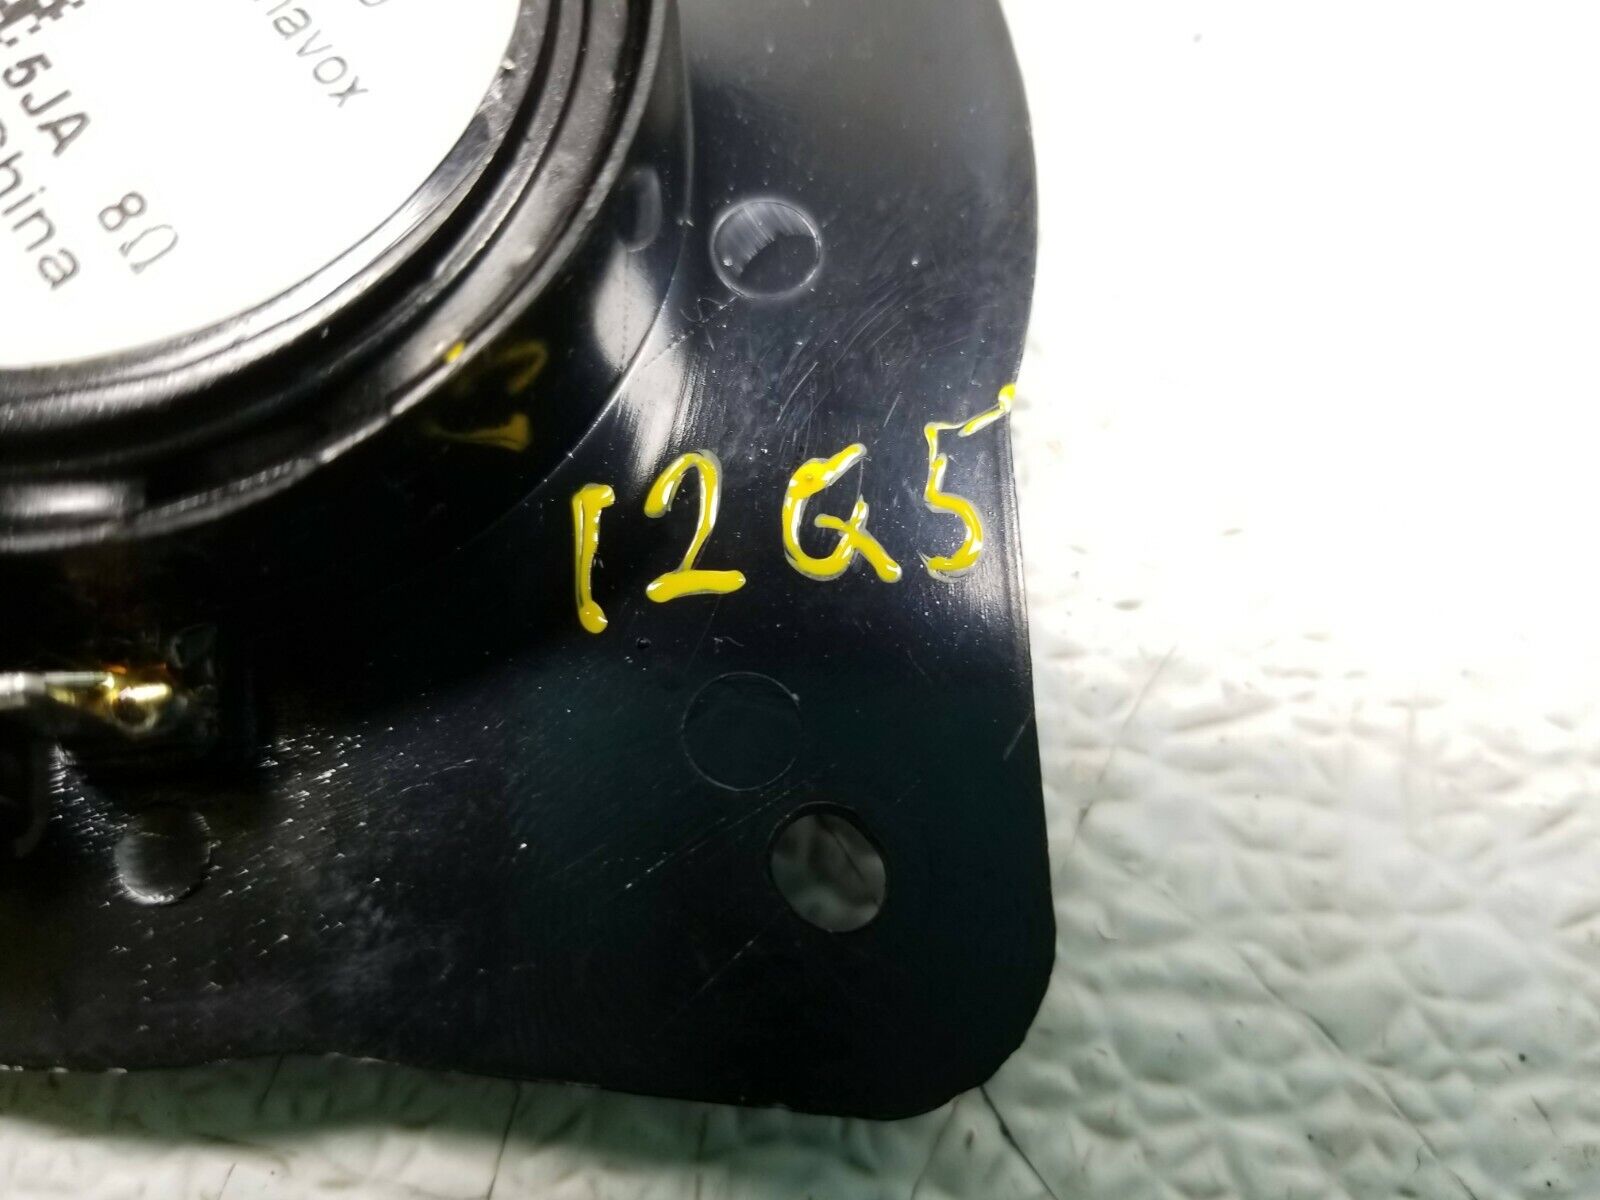 navox
5JA 8Ω
China
12G5